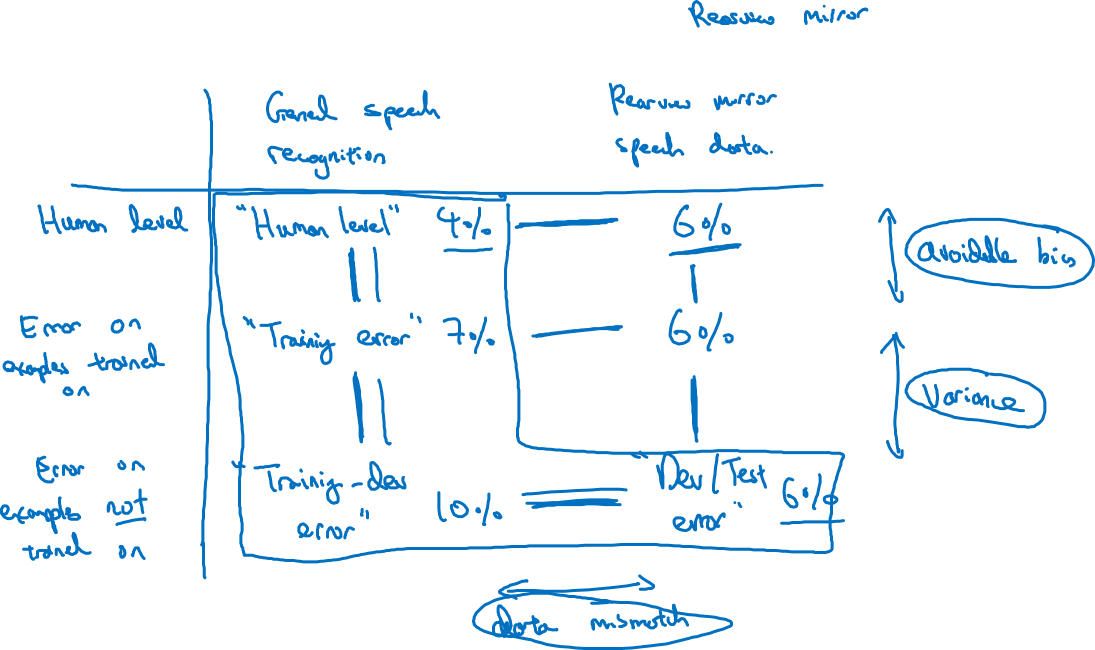 Rearview mirror
General speech
recognition
Rearview mirror
speech data.
Human level
"Human level" 4%
6%
avoidable bias
Error on
examples trained
on
"Training error" 7%
6%
Variance
Error on
examples not
trained on
"Training-dev
error" 10%
"Dev/Test
error" 6%
data mismatch